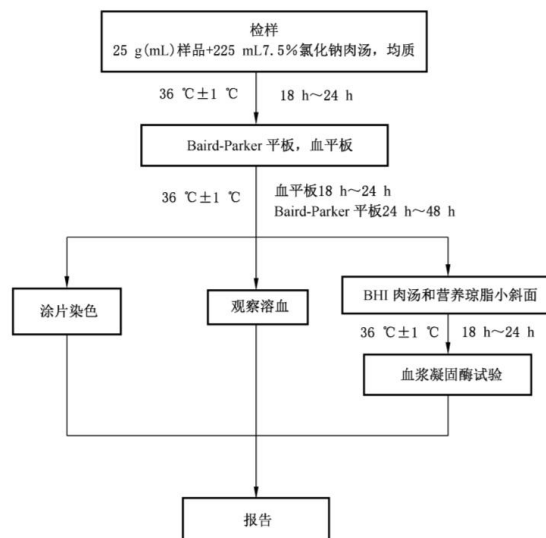 检样
25 g(mL)样品+225 mL7.5%氯化钠肉汤，均质
36 ℃±1 ℃ 18 h～24 h
Baird-Parker 平板，血平板
36 ℃±1 ℃
血平板18 h～24 h
Baird-Parker 平板24 h～48 h
涂片染色
观察溶血
BHI 肉汤和营养琼脂小斜面
36 ℃±1 ℃ 18 h～24 h
血浆凝固酶试验
报告